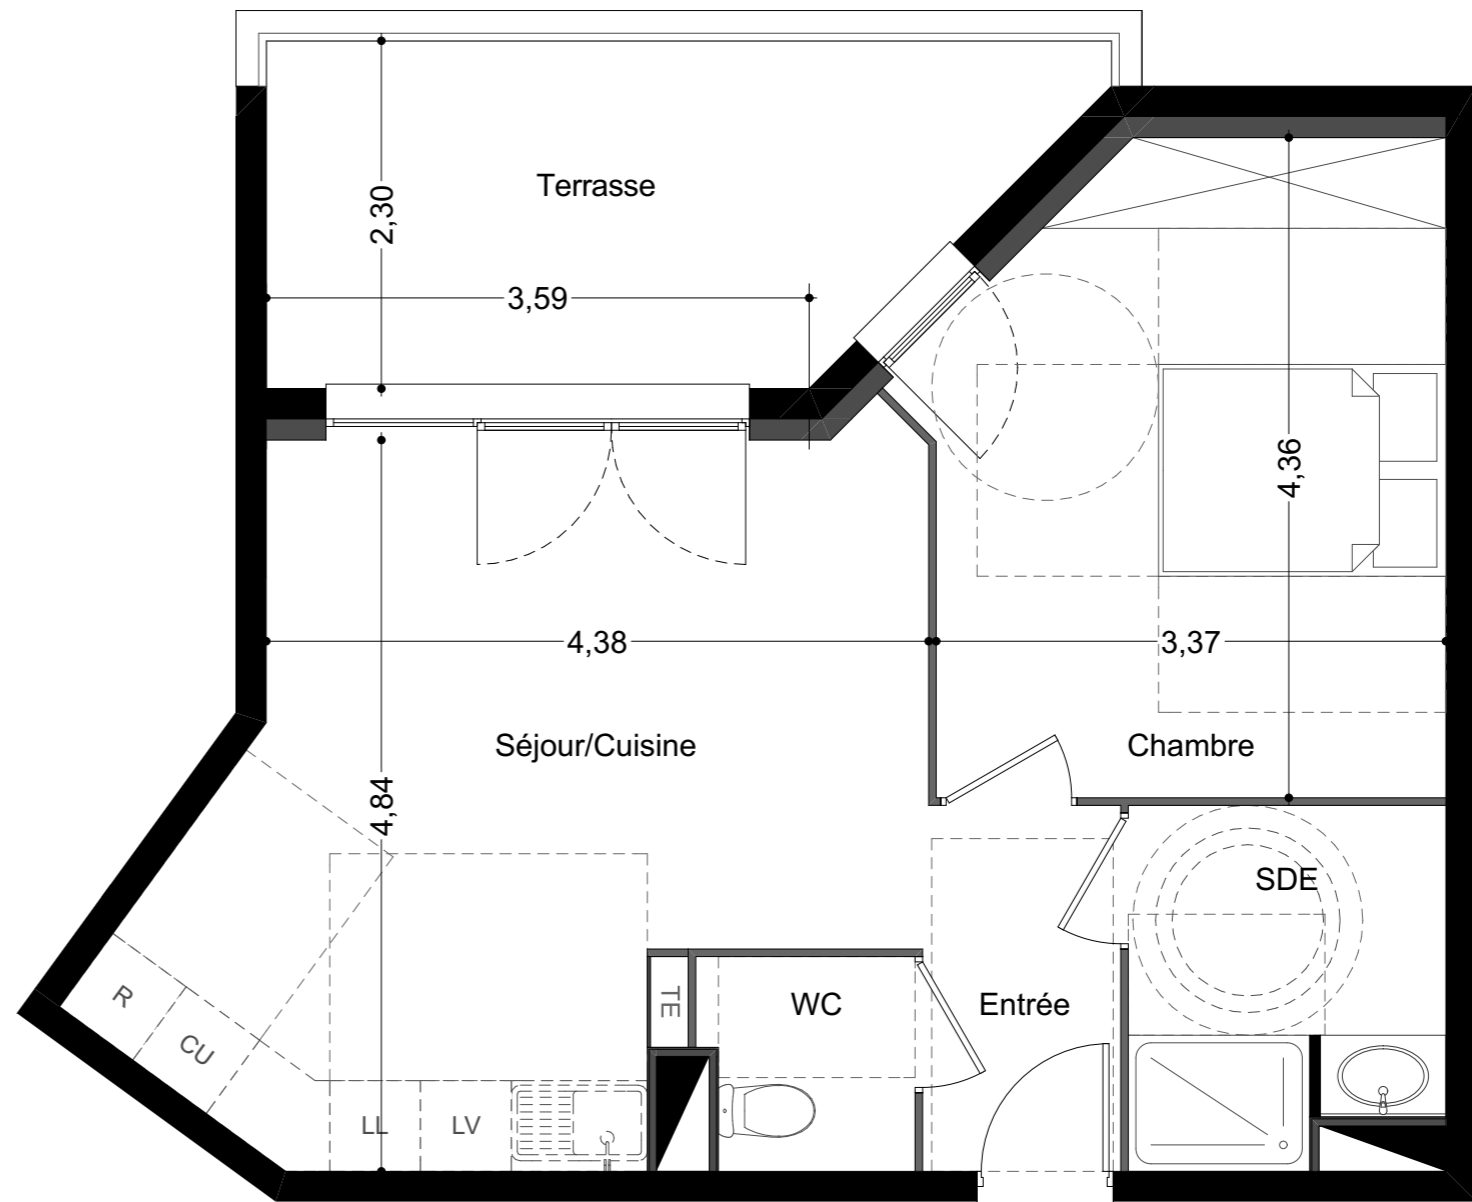 Terrasse
2,30
3,59
4,36
4,38
3,37
Séjour/Cuisine
Chambre
4,84
SDE
R
CU
TE
WC
Entrée
LL
LV